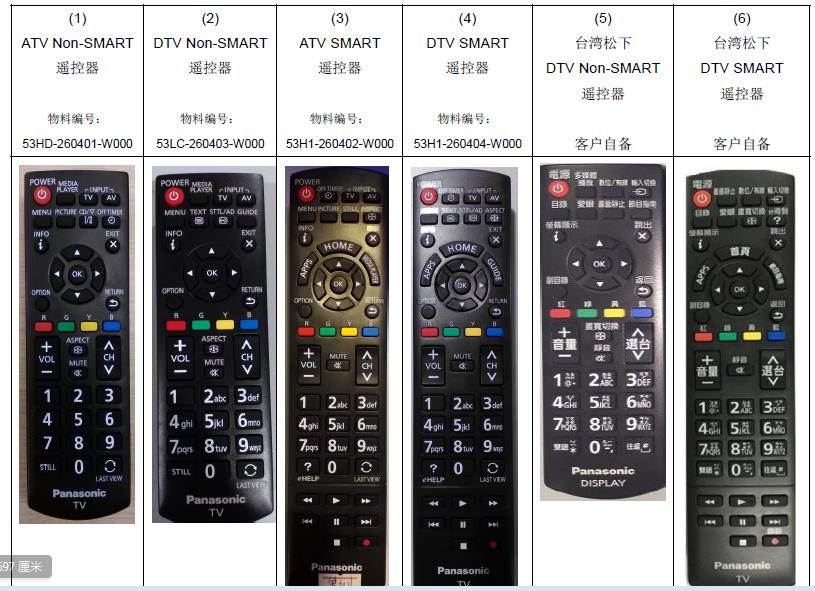 (1)
ATV Non-SMART
遥控器
物料编号：
53HD-260401-W000
(2)
DTV Non-SMART
遥控器
物料编号：
53LC-260403-W000
(3)
ATV SMART
遥控器
物料编号：
53H1-260402-W000
(4)
DTV SMART
遥控器
物料编号：
53H1-260404-W000
(5)
台湾松下
DTV Non-SMART
遥控器
客户自备
(6)
台湾松下
DTV SMART
遥控器
客户自备
POWER
MEDIA PLAYER
INPUT
TV AV
MENU PICTURE CD/▽ OFF TIMER
INFO EXIT
i X
OK
OPTION RETURN
R G Y B
+ ASPECT
VOL CH
MUTE
−
1 2 3
4 5 6
7 8 9
STILL 0
LAST VIEW
Panasonic
TV
POWER
MEDIA PLAYER
INPUT
TV AV
MENU TEXT STTL/AD GUIDE
INFO EXIT
i X
OK
OPTION RETURN
R G Y B
+ ASPECT
VOL CH
MUTE
−
1 2abc 3def
4ghi 5jkl 6mno
7pqrs 8tuv 9wxyz
STILL 0
LAST VIEW
Panasonic
TV
POWER
OFF TIMER INPUT
TV AV
MENU PICTURE STILL ASPECT
INFO EXIT
i X
HOME
APPS MEDIA PLAYER
OK
OPTION RETURN
R G Y B
+ MUTE
VOL CH
−
1 2abc 3def
4ghi 5jkl 6mno
7pqrs 8tuv 9wxyz
? 0
eHELP LAST VIEW
Panasonic
POWER
OFF TIMER INPUT
TV AV
TEXT STTL/AD ASPECT
INFO EXIT
i X
HOME
APPS GUIDE
OK
OPTION RETURN
R G Y B
+ MUTE
VOL CH
−
1 2abc 3def
4ghi 5jkl 6mno
7pqrs 8tuv 9wxyz
? 0
eHELP LAST VIEW
Panasonic
TV
電源 多媒體
播放 數位/有線 輸入切換
目錄 愛眼 畫面靜止 節目指南
螢幕顯示 跳出
i X
OK
副目錄 返回
紅 綠 黃 藍
+ 畫寬切換
音量 選台
靜音
−
1 2ABC 3DEF
4GHI 5JKL 6MNO
7PQRS 8TUV 9WXYZ
雙語 0 往返
Panasonic
DISPLAY
電源
畫面靜止 數位/有線 輸入切換
目錄 愛眼 畫寬切換
?
螢幕顯示 跳出
i X
首頁
APPS
OK
副目錄 返回
紅 綠 黃 藍
+ 靜音
音量 選台
−
1 2ABC 3DEF
4GHI 5JKL 6MNO
7PQRS 8TUV 9WXYZ
雙語 0 往返
Panasonic
TV
597 厘米